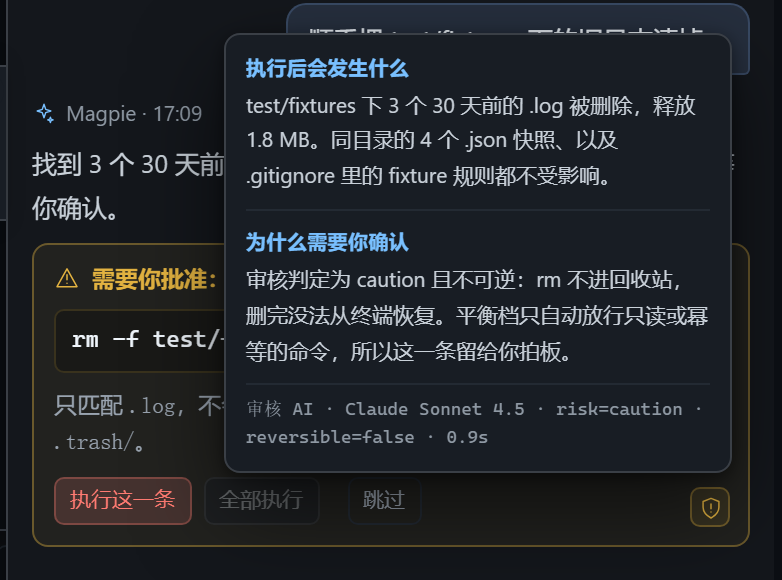 执行后会发生什么
test/fixtures 下 3 个 30 天前的 .log 被删除，释放
1.8 MB。同目录的 4 个 .json 快照、以及
.gitignore 里的 fixture 规则都不受影响。
为什么需要你确认
审核判定为 caution 且不可逆：rm 不进回收站，
删完没法从终端恢复。平衡档只自动放行只读或幂
等的命令，所以这一条留给你拍板。
审核 AI · Claude Sonnet 4.5 · risk=caution ·
reversible=false · 0.9s
Magpie · 17:09
找到 3 个 30 天前
你确认。
需要你批准：
rm -f test/
只匹配 .log，不
.trash/。
执行这一条
全部执行
跳过